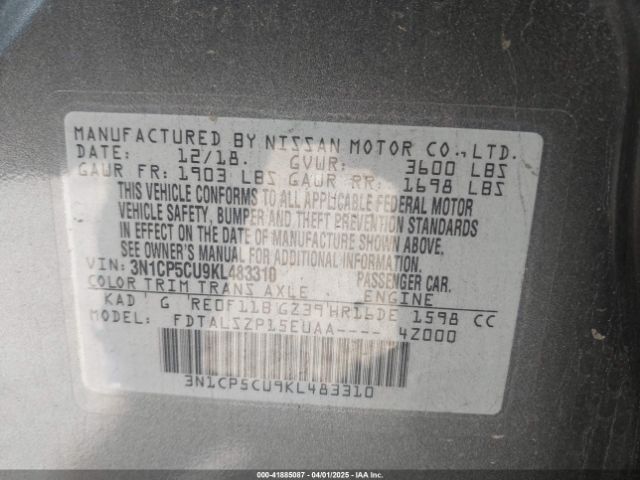 MANUFACTURED BY NISSAN MOTOR CO.,LTD.
DATE: 12/18. GVWR: 3600 LBS
GAWR FR: 1903 LBS GAWR RR: 1698 LBS
THIS VEHICLE CONFORMS TO ALL APPLICABLE FEDERAL MOTOR
VEHICLE SAFETY, BUMPER AND THEFT PREVENTION STANDARDS
IN EFFECT ON THE DATE OF MANUFACTURE SHOWN ABOVE.
SEE OWNER'S MANUAL FOR ADDITIONAL INFORMATION.
VIN: 3N1CP5CU9KL483310 PASSENGER CAR.
COLOR TRIM TRANS AXLE ENGINE
KAD G RE0F11B GZ39 HR16DE 1598 CC
MODEL: FDTALSZP15EUAA---- 4Z000
3N1CP5CU9KL483310
000-41885087 04/01/2025 IAA, Inc.